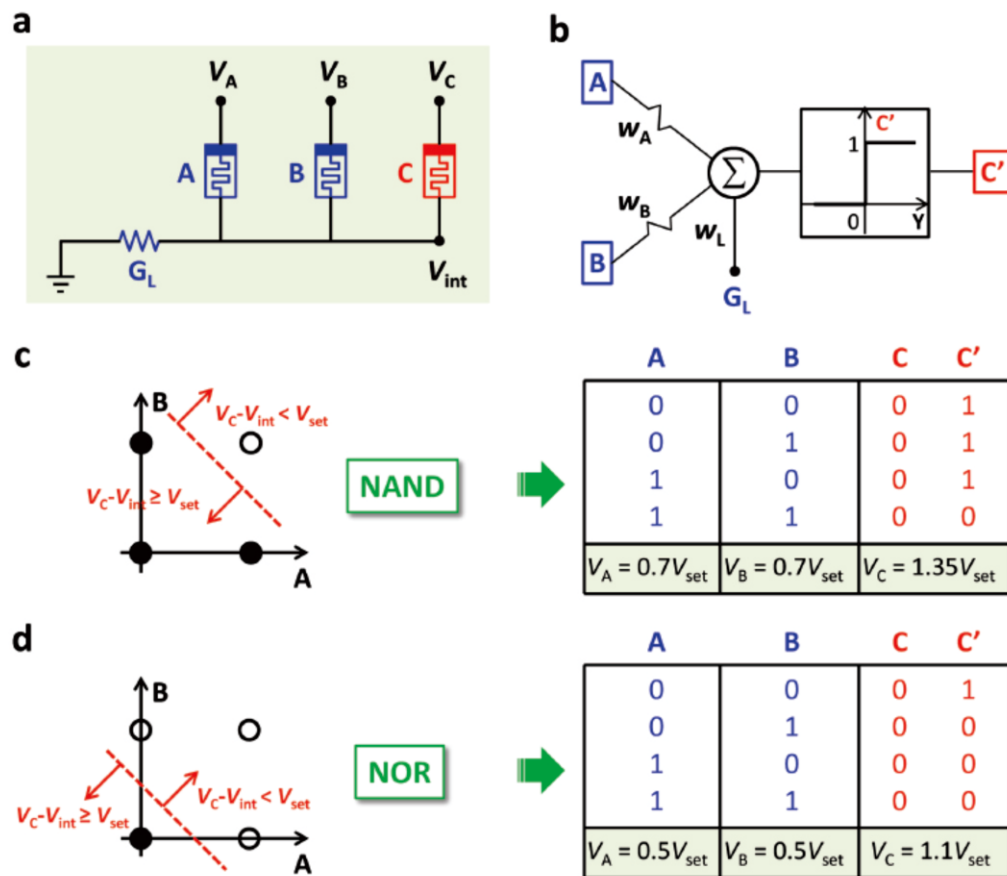 a
V_A V_B V_C
A B C
G_L
V_int
b
A
w_A
Σ
w_B
B
w_L
G_L
C’
1
0 Y
C’
c
B
V_C-V_int < V_set
V_C-V_int ≥ V_set
A
NAND
A B C C’
0 0 0 1
0 1 0 1
1 0 0 1
1 1 0 0
V_A = 0.7V_set V_B = 0.7V_set V_C = 1.35V_set
d
B
V_C-V_int ≥ V_set
V_C-V_int < V_set
A
NOR
A B C C’
0 0 0 1
0 1 0 0
1 0 0 0
1 1 0 0
V_A = 0.5V_set V_B = 0.5V_set V_C = 1.1V_set